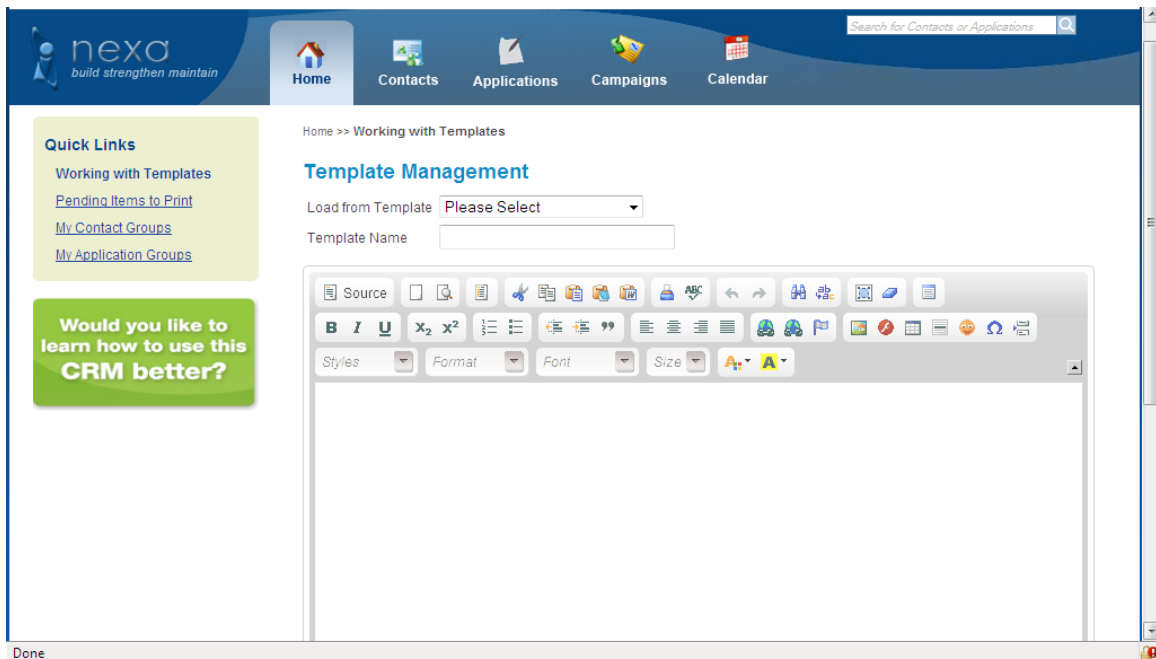 nexa
build strengthen maintain
Home
Contacts
Applications
Campaigns
Calendar
Search for Contacts or Applications
Quick Links
Working with Templates
Pending Items to Print
My Contact Groups
My Application Groups
Would you like to
learn how to use this
CRM better?
Home >> Working with Templates
Template Management
Load from Template Please Select
Template Name
Source
ABC
B I U X₂ X²
Styles Format Font Size A A
Done